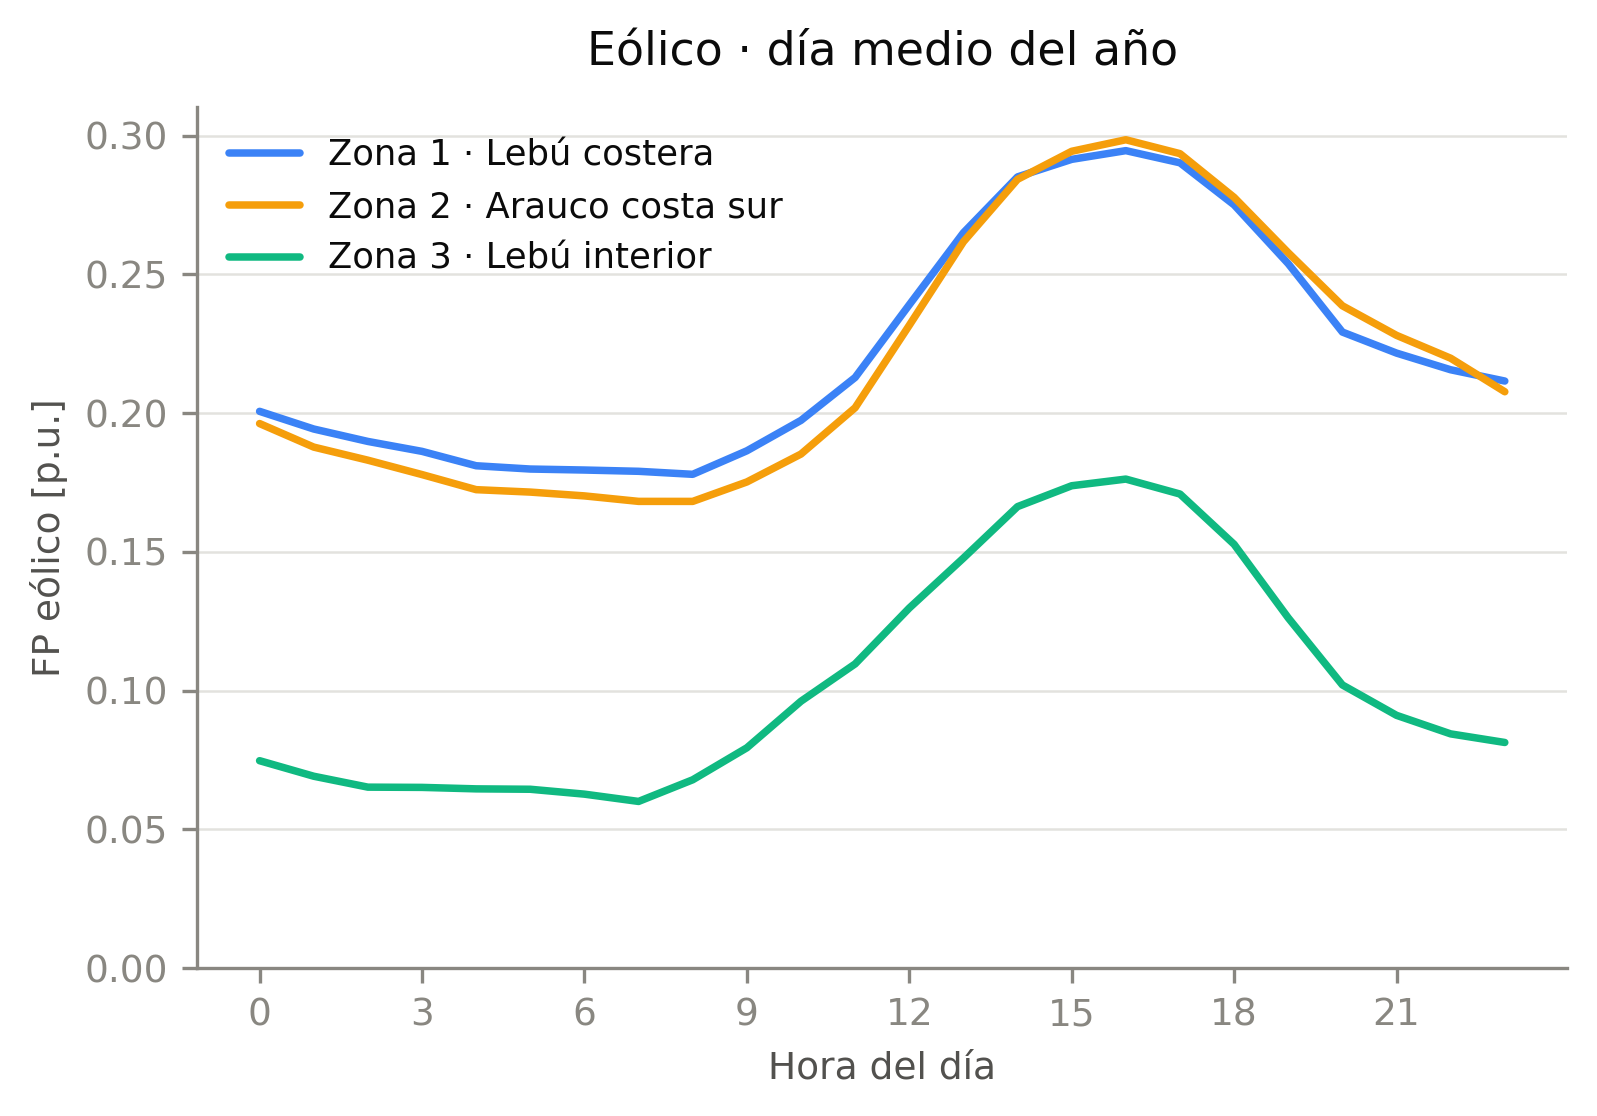 Eólico · día medio del año
Zona 1 · Lebú costera
Zona 2 · Arauco costa sur
Zona 3 · Lebú interior
FP eólico [p.u.]
0.30
0.25
0.20
0.15
0.10
0.05
0.00
0 3 6 9 12 15 18 21
Hora del día